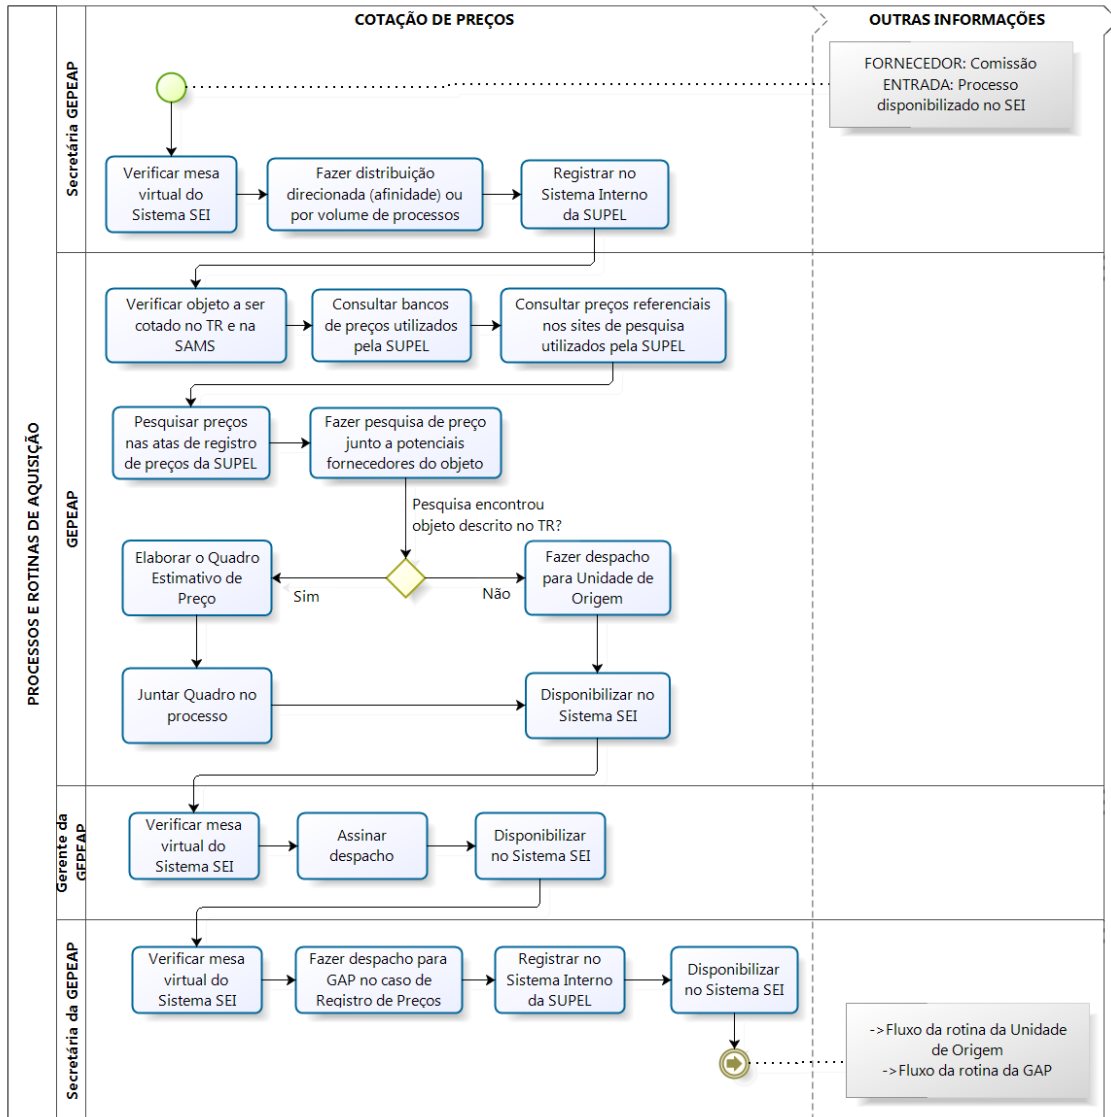 COTAÇÃO DE PREÇOS
OUTRAS INFORMAÇÕES
PROCESSOS E ROTINAS DE AQUISIÇÃO
Secretária GEPEAP
FORNECEDOR: Comissão
ENTRADA: Processo
disponibilizado no SEI
Verificar mesa
virtual do
Sistema SEI
Fazer distribuição
direcionada (afinidade) ou
por volume de processos
Registrar no
Sistema Interno
da SUPEL
GEPEAP
Verificar objeto a ser
cotado no TR e na
SAMS
Consultar bancos
de preços utilizados
pela SUPEL
Consultar preços referenciais
nos sites de pesquisa
utilizados pela SUPEL
Pesquisar preços
nas atas de registro
de preços da SUPEL
Fazer pesquisa de preço
junto a potenciais
fornecedores do objeto
Pesquisa encontrou
objeto descrito no TR?
Elaborar o Quadro
Estimativo de
Preço
Sim
Não
Fazer despacho
para Unidade de
Origem
Juntar Quadro no
processo
Disponibilizar no
Sistema SEI
Gerente da
GEPEAP
Verificar mesa
virtual do
Sistema SEI
Assinar
despacho
Disponibilizar
no Sistema SEI
Secretária da GEPEAP
Verificar mesa
virtual do
Sistema SEI
Fazer despacho para
GAP no caso de
Registro de Preços
Registrar no
Sistema Interno
da SUPEL
Disponibilizar
no Sistema SEI
->Fluxo da rotina da Unidade
de Origem
->Fluxo da rotina da GAP